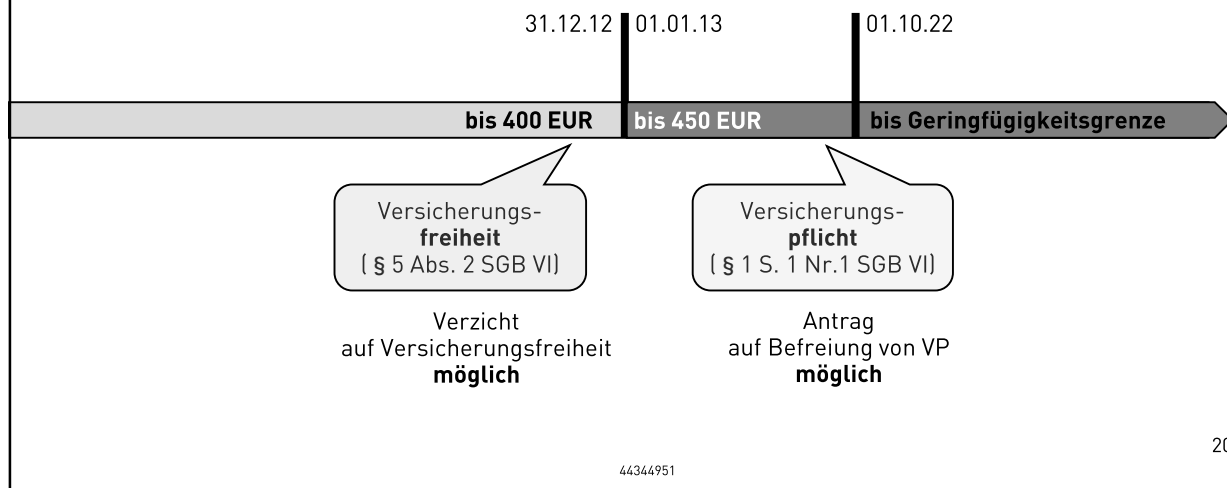 31.12.12 01.01.13 01.10.22
bis 400 EUR bis 450 EUR bis Geringfügigkeitsgrenze
Versicherungs-
freiheit
( § 5 Abs. 2 SGB VI)
Versicherungs-
pflicht
( § 1 S. 1 Nr.1 SGB VI)
Verzicht
auf Versicherungsfreiheit
möglich
Antrag
auf Befreiung von VP
möglich
20
44344951